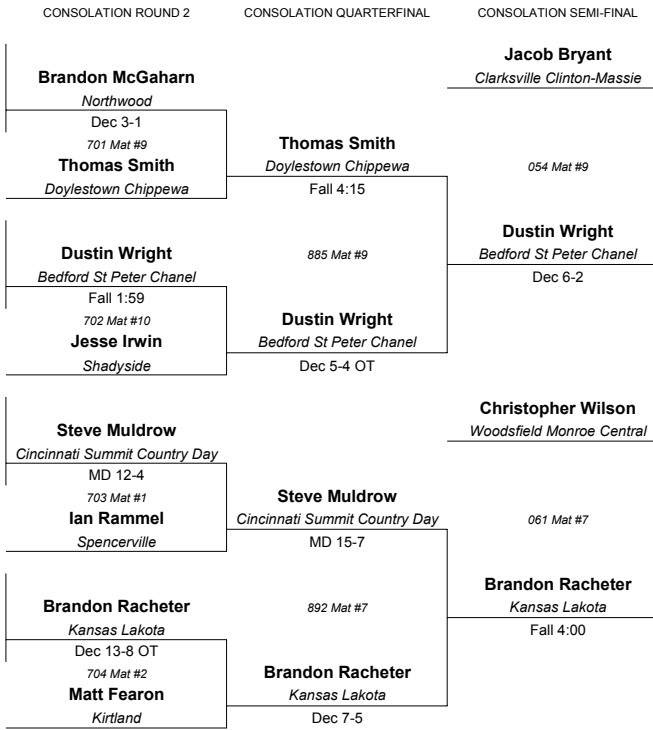 CONSOLATION ROUND 2
CONSOLATION QUARTERFINAL
CONSOLATION SEMI-FINAL
Brandon McGaharn
Northwood
Dec 3-1
701 Mat #9
Thomas Smith
Doylestown Chippewa
Dustin Wright
Bedford St Peter Chanel
Fall 1:59
702 Mat #10
Jesse Irwin
Shadyside
Steve Muldrow
Cincinnati Summit Country Day
MD 12-4
703 Mat #1
Ian Rammel
Spencerville
Brandon Racheter
Kansas Lakota
Dec 13-8 OT
704 Mat #2
Matt Fearon
Kirtland
Thomas Smith
Doylestown Chippewa
Fall 4:15
885 Mat #9
Dustin Wright
Bedford St Peter Chanel
Dec 5-4 OT
Steve Muldrow
Cincinnati Summit Country Day
MD 15-7
892 Mat #7
Brandon Racheter
Kansas Lakota
Dec 7-5
Jacob Bryant
Clarksville Clinton-Massie
054 Mat #9
Dustin Wright
Bedford St Peter Chanel
Dec 6-2
Christopher Wilson
Woodsfield Monroe Central
061 Mat #7
Brandon Racheter
Kansas Lakota
Fall 4:00